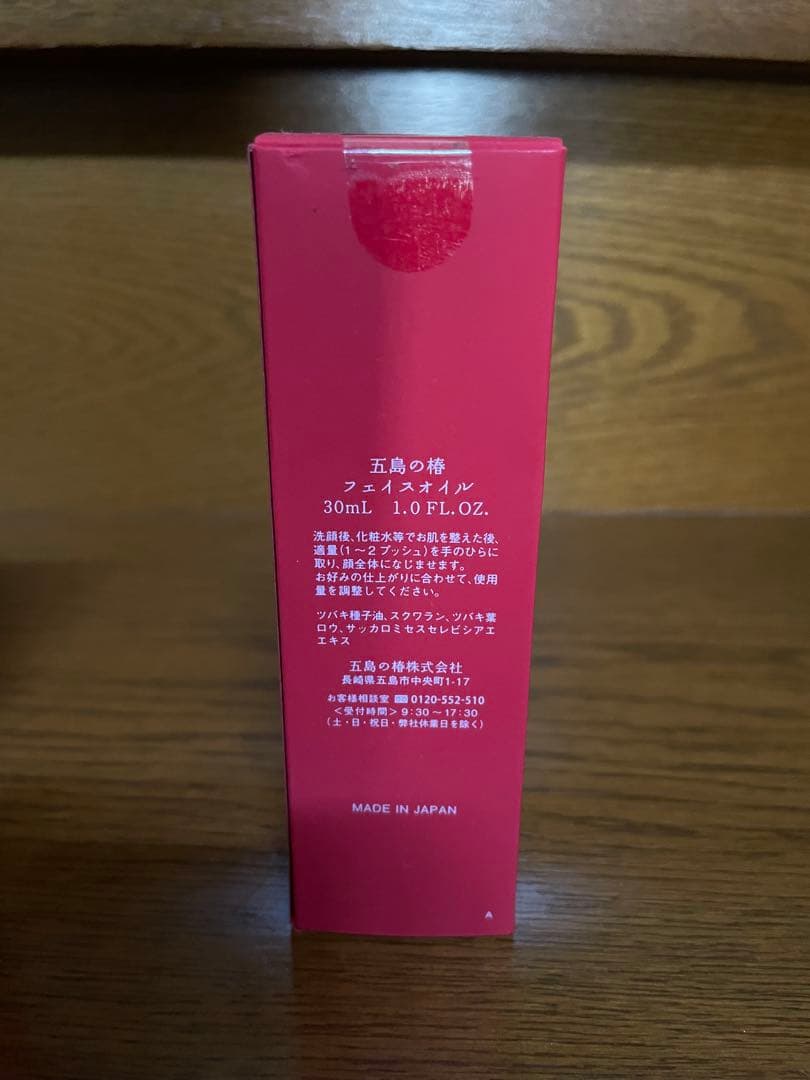 五島の椿
フェイスオイル
30mL 1.0 FL.OZ.
洗顔後、化粧水等でお肌を整えた後、
適量(1～2プッシュ)を手のひらに
取り、顔全体になじませます。
お好みの仕上がりに合わせて、使用
量を調整してください。
ツバキ種子油、スクワラン、ツバキ葉
ロウ、サッカロミセスセレビシアエ
エキス
五島の椿株式会社
長崎県五島市中央町1-17
お客様相談室 0120-552-510
＜受付時間＞9:30～17:30
(土・日・祝日・弊社休業日を除く)
MADE IN JAPAN
A